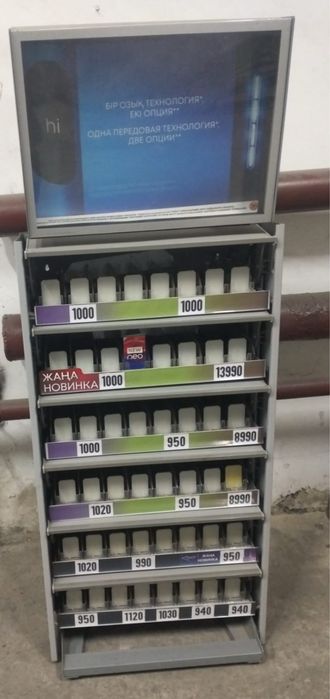 hi
БІР ОЗЫҚ ТЕХНОЛОГИЯ*.
ЕКІ ОПЦИЯ**
ОДНА ПЕРЕДОВАЯ ТЕХНОЛОГИЯ*.
ДВЕ ОПЦИИ**
1000 1000
ЖАҢА
НОВИНКА 1000 neo 13990
1000 950 8990
1020 950 8990
1020 990 ЖАҢА НОВИНКА 950
950 1120 1030 940 940